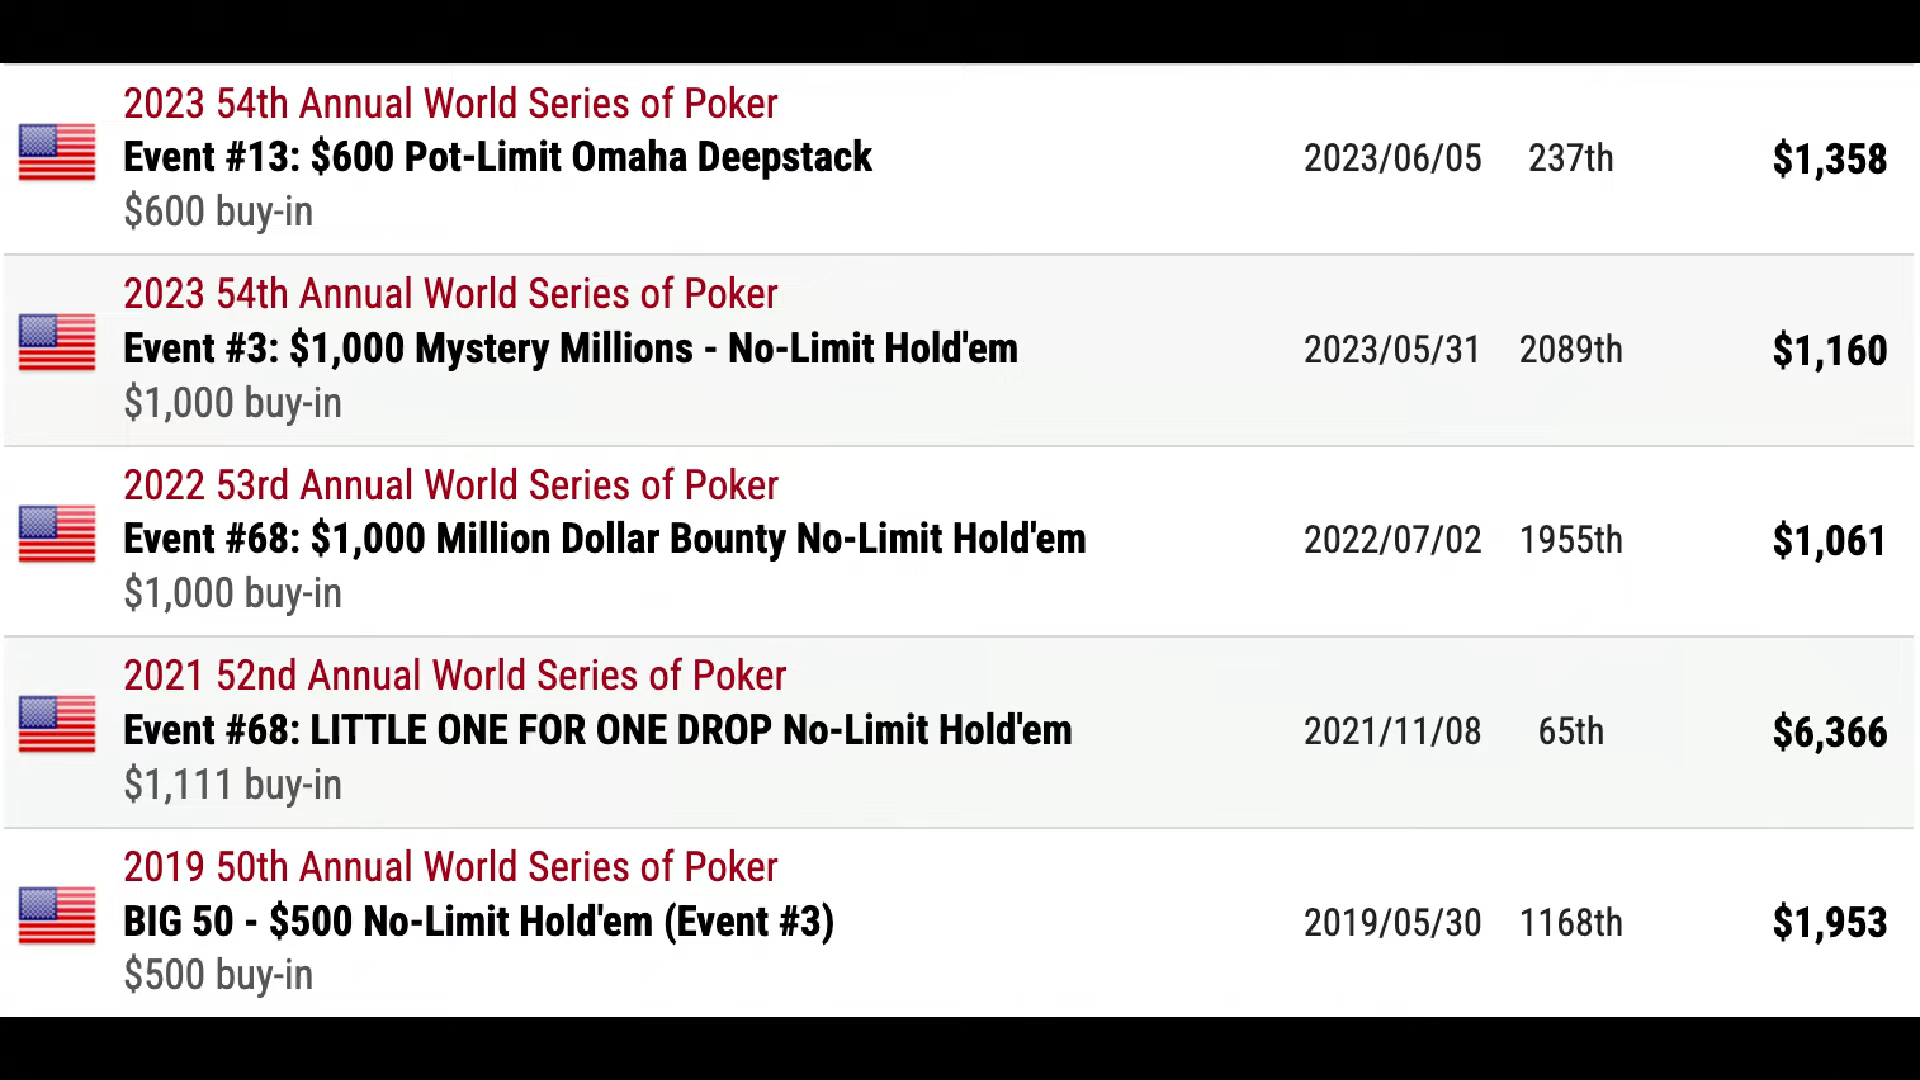 2023 54th Annual World Series of Poker
Event #13: $600 Pot-Limit Omaha Deepstack 2023/06/05 237th $1,358
$600 buy-in
2023 54th Annual World Series of Poker
Event #3: $1,000 Mystery Millions - No-Limit Hold'em 2023/05/31 2089th $1,160
$1,000 buy-in
2022 53rd Annual World Series of Poker
Event #68: $1,000 Million Dollar Bounty No-Limit Hold'em 2022/07/02 1955th $1,061
$1,000 buy-in
2021 52nd Annual World Series of Poker
Event #68: LITTLE ONE FOR ONE DROP No-Limit Hold'em 2021/11/08 65th $6,366
$1,111 buy-in
2019 50th Annual World Series of Poker
BIG 50 - $500 No-Limit Hold'em (Event #3) 2019/05/30 1168th $1,953
$500 buy-in